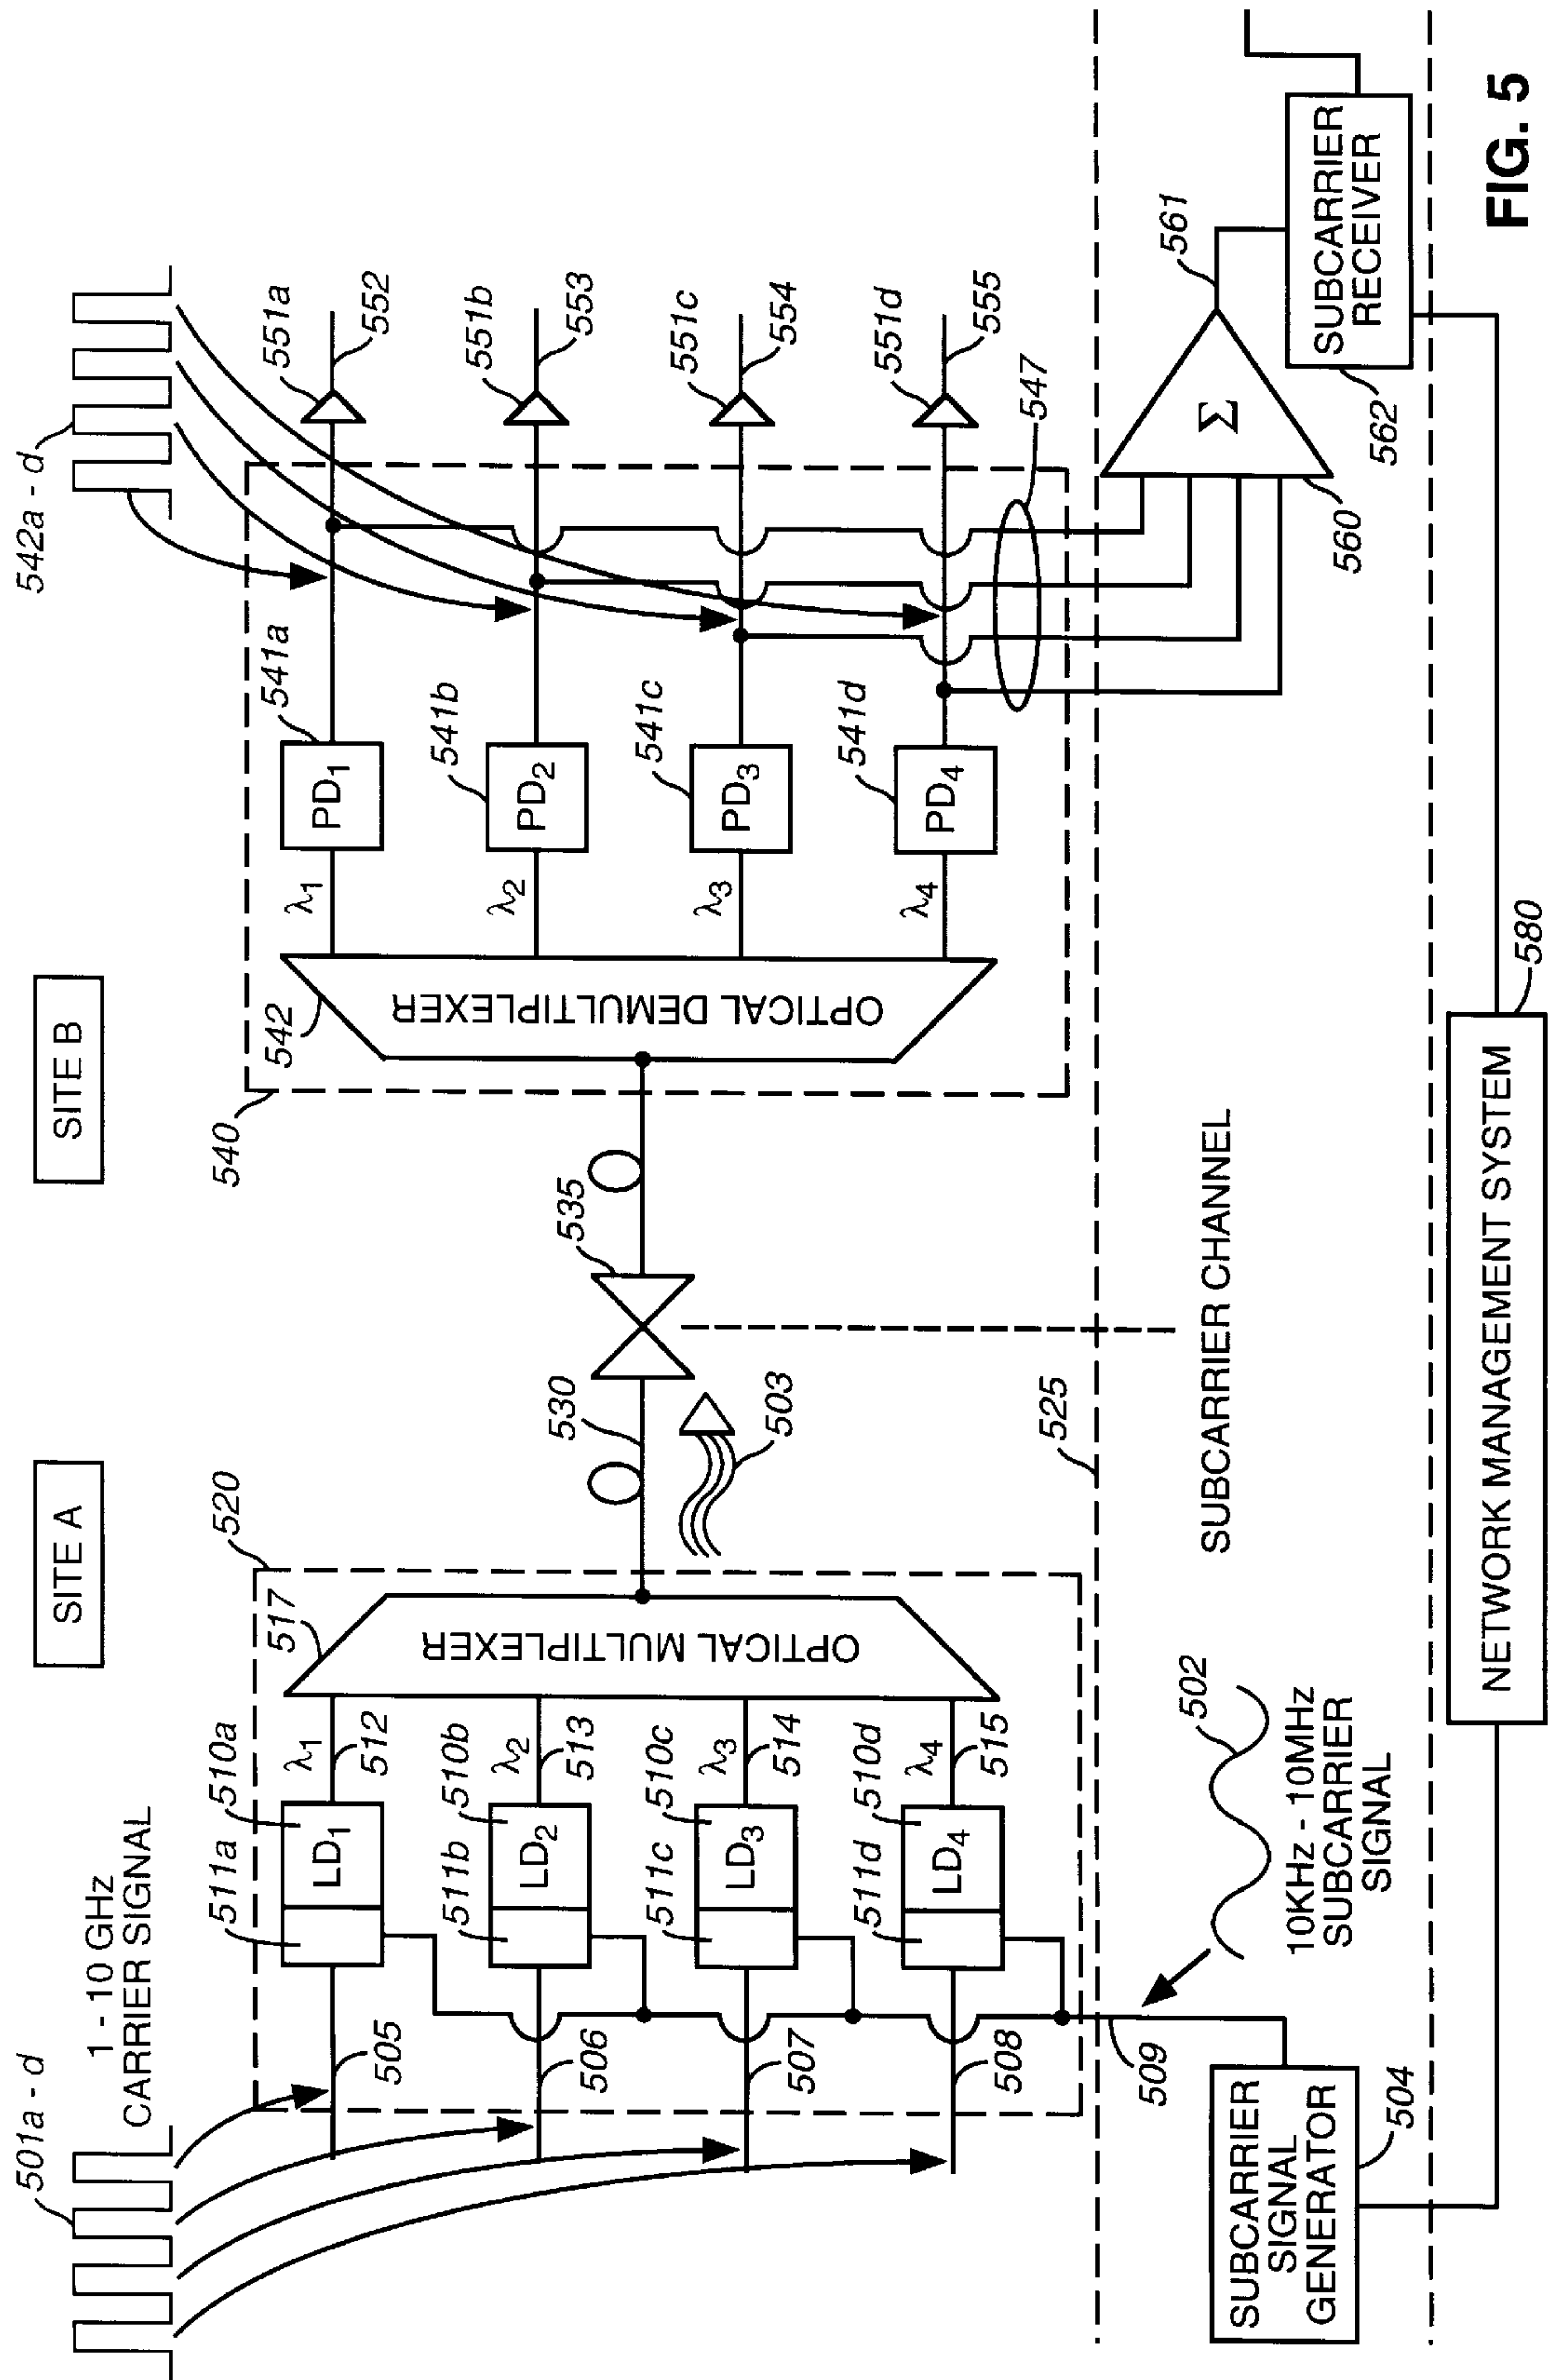 501a - d
1 - 10 GHz
CARRIER SIGNAL
SITE A
SITE B
542a - d
511a
510a
LD1
λ1
505
512
511b
510b
LD2
λ2
506
513
511c
510c
LD3
λ3
507
514
511d
510d
LD4
λ4
508
515
517
OPTICAL MULTIPLEXER
520
530
503
535
540
542
OPTICAL DEMULTIPLEXER
λ1
PD1
541a
551a
552
λ2
PD2
541b
551b
553
λ3
PD3
541c
551c
554
λ4
PD4
541d
551d
555
547
525
SUBCARRIER CHANNEL
509
502
10KHz - 10MHz
SUBCARRIER
SIGNAL
SUBCARRIER
SIGNAL
GENERATOR
504
Σ
560
561
SUBCARRIER
RECEIVER
562
NETWORK MANAGEMENT SYSTEM
580
FIG. 5